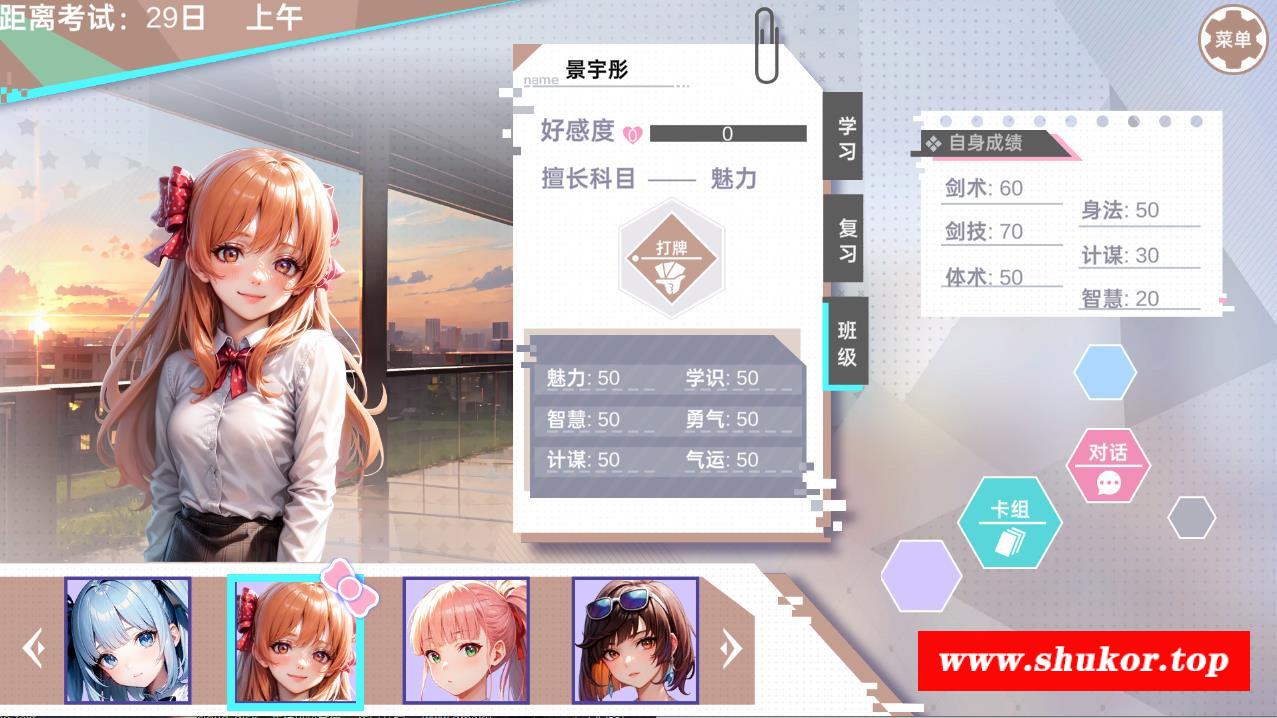 距离考试：29日 上午
菜单
name 景宇彤
好感度 0 0
擅长科目 —— 魅力
打牌
魅力: 50 学识: 50
智慧: 50 勇气: 50
计谋: 50 气运: 50
学习
复习
班级
自身成绩
剑术: 60
身法: 50
剑技: 70
计谋: 30
体术: 50
智慧: 20
对话
卡组
www.shukor.top